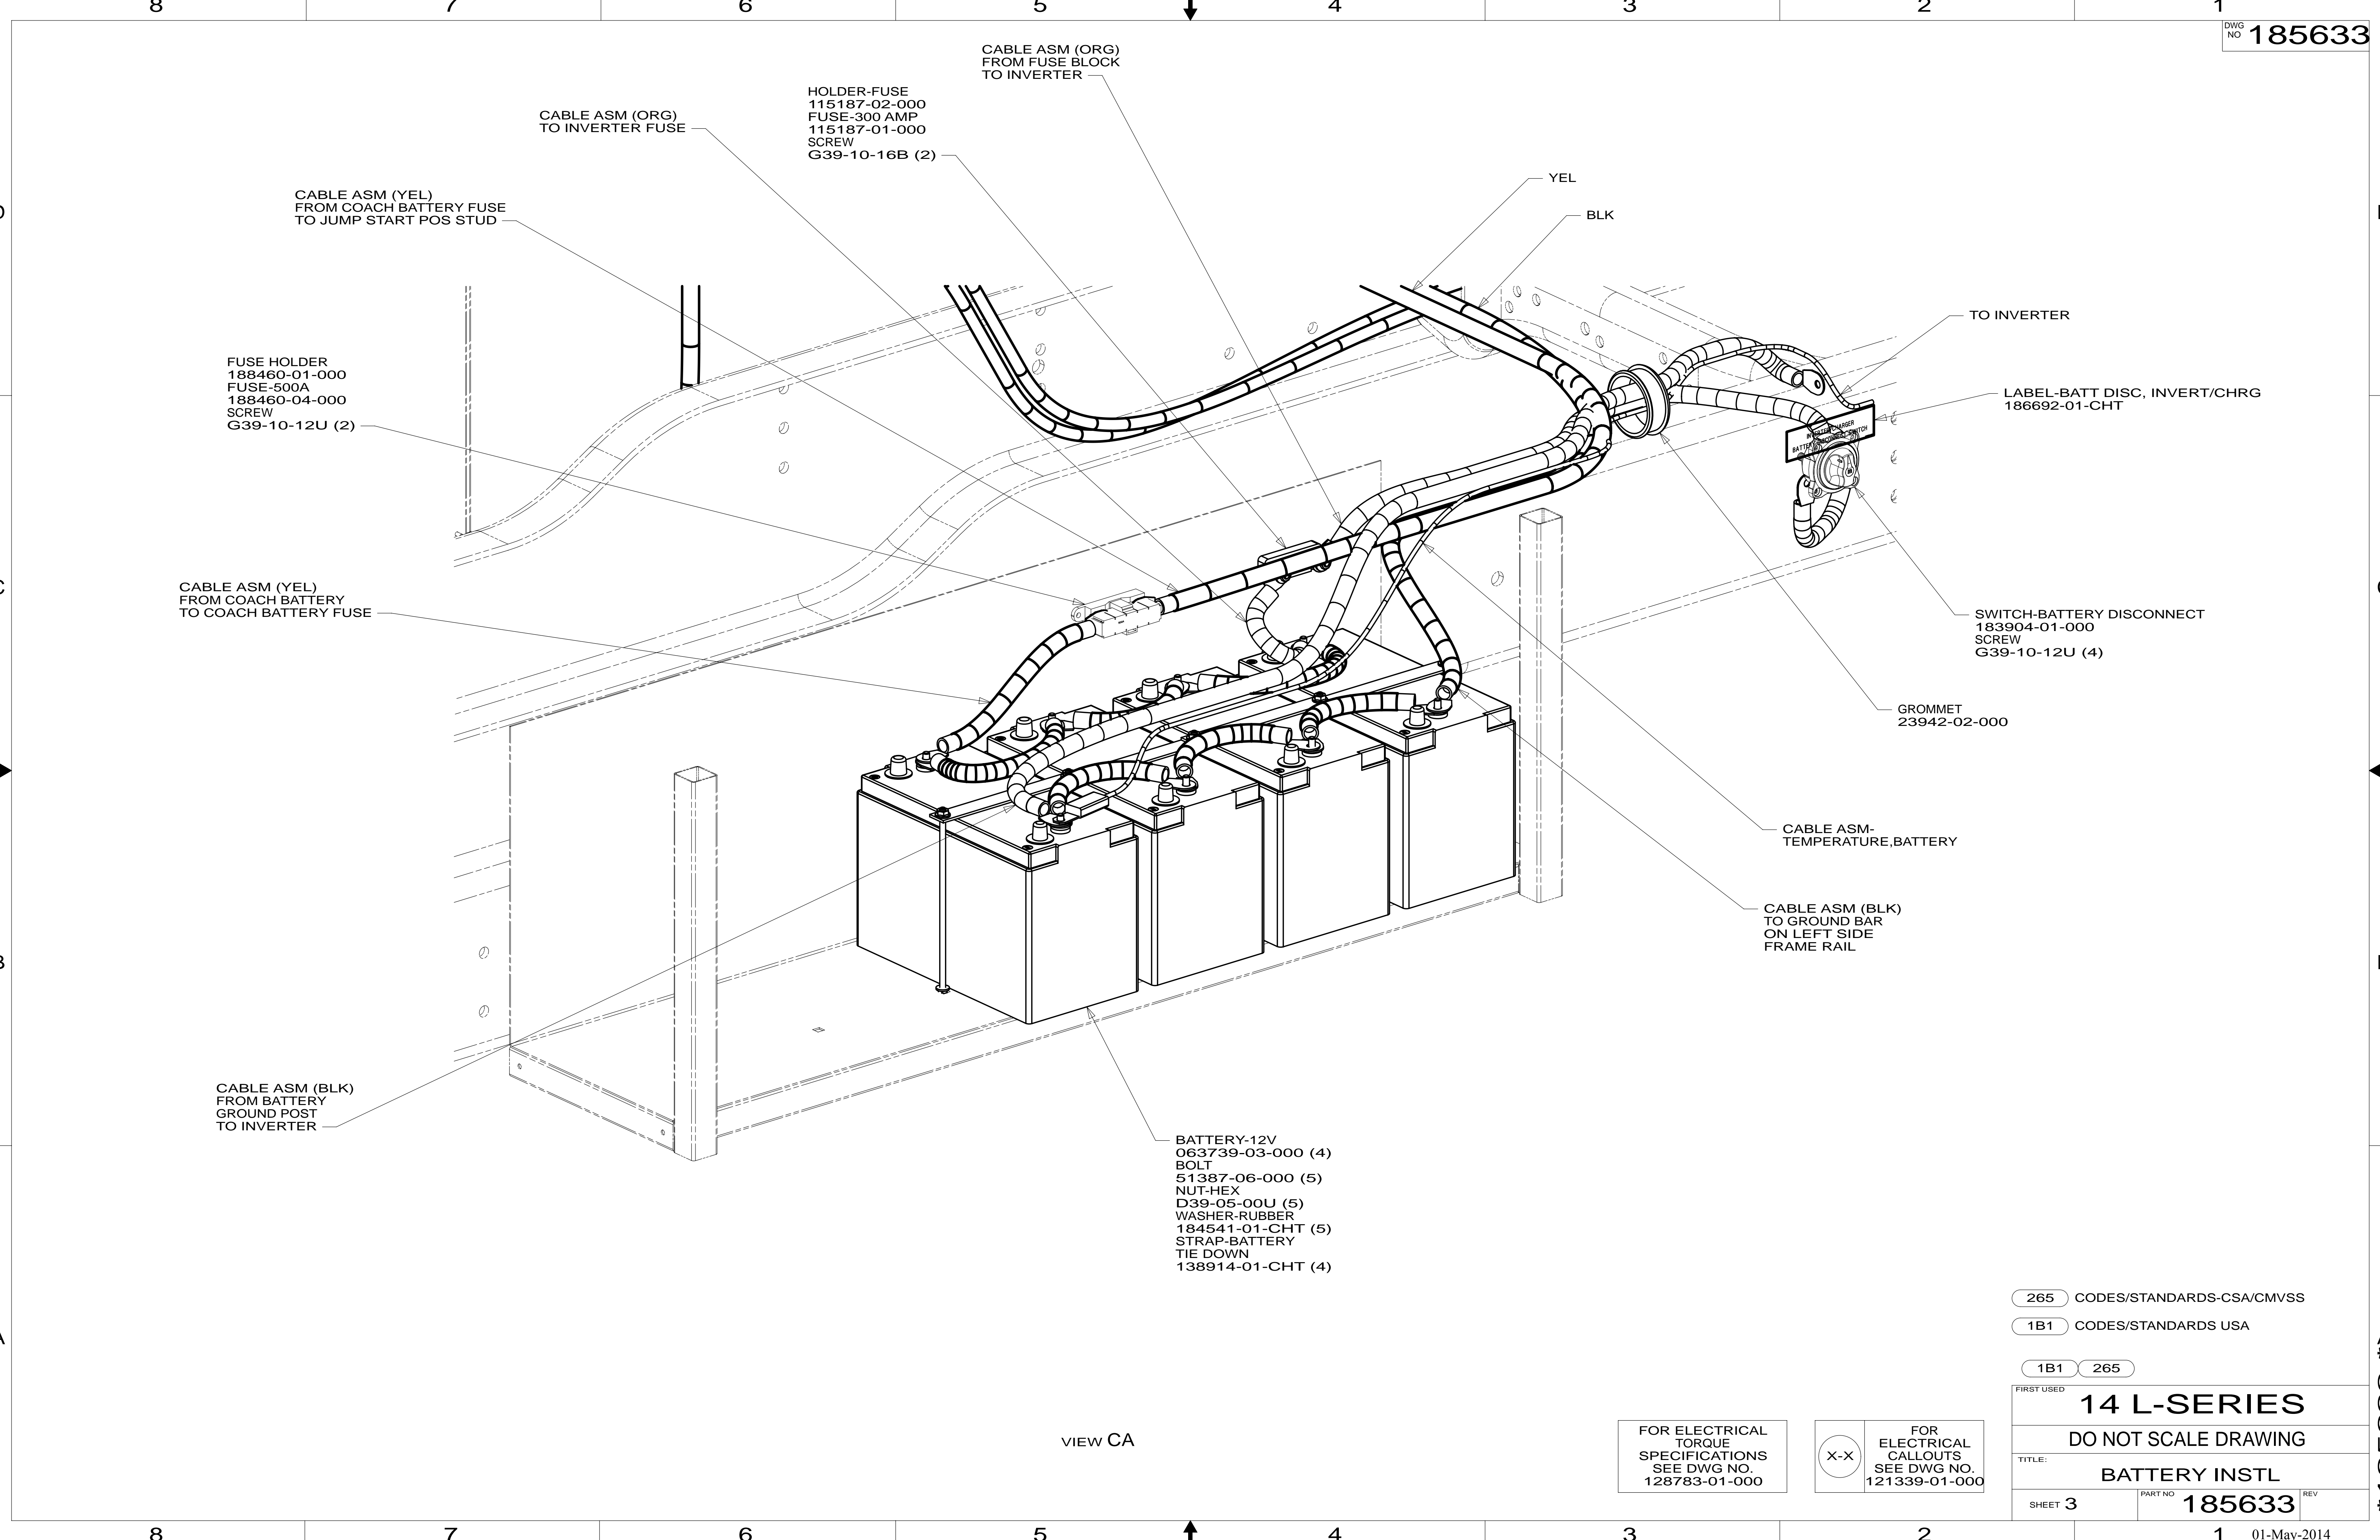 8 7 6 5 4 3 2 1
DWG
NO 185633
CABLE ASM (ORG)
FROM FUSE BLOCK
TO INVERTER
HOLDER-FUSE
115187-02-000
FUSE-300 AMP
115187-01-000
SCREW
G39-10-16B (2)
CABLE ASM (ORG)
TO INVERTER FUSE
CABLE ASM (YEL)
FROM COACH BATTERY FUSE
TO JUMP START POS STUD
YEL
BLK
TO INVERTER
FUSE HOLDER
188460-01-000
FUSE-500A
188460-04-000
SCREW
G39-10-12U (2)
LABEL-BATT DISC, INVERT/CHRG
186692-01-CHT
CABLE ASM (YEL)
FROM COACH BATTERY
TO COACH BATTERY FUSE
SWITCH-BATTERY DISCONNECT
183904-01-000
SCREW
G39-10-12U (4)
GROMMET
23942-02-000
CABLE ASM-
TEMPERATURE,BATTERY
CABLE ASM (BLK)
TO GROUND BAR
ON LEFT SIDE
FRAME RAIL
CABLE ASM (BLK)
FROM BATTERY
GROUND POST
TO INVERTER
BATTERY-12V
063739-03-000 (4)
BOLT
51387-06-000 (5)
NUT-HEX
D39-05-00U (5)
WASHER-RUBBER
184541-01-CHT (5)
STRAP-BATTERY
TIE DOWN
138914-01-CHT (4)
265 CODES/STANDARDS-CSA/CMVSS
1B1 CODES/STANDARDS USA
1B1 265
VIEW CA
FOR ELECTRICAL
TORQUE
SPECIFICATIONS
SEE DWG NO.
128783-01-000
X-X
FOR
ELECTRICAL
CALLOUTS
SEE DWG NO.
121339-01-000
FIRST USED
14 L-SERIES
DO NOT SCALE DRAWING
TITLE:
BATTERY INSTL
SHEET 3
PART NO 185633 REV
8 7 6 5 4 3 2 1
01-May-2014